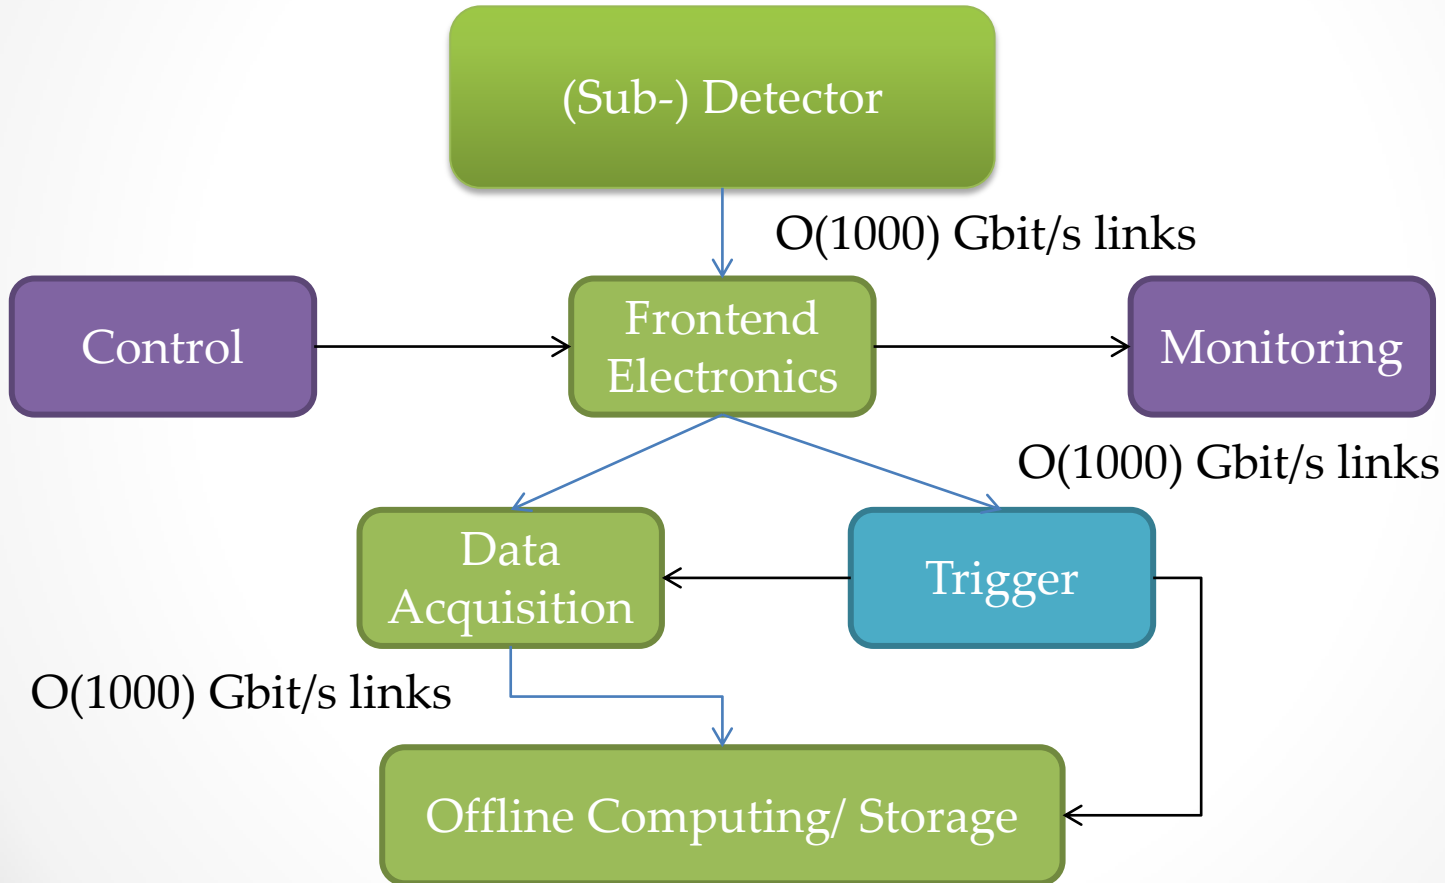 (Sub-) Detector
O(1000) Gbit/s links
Control
Frontend
Electronics
Monitoring
O(1000) Gbit/s links
Data
Acquisition
Trigger
O(1000) Gbit/s links
Offline Computing/ Storage